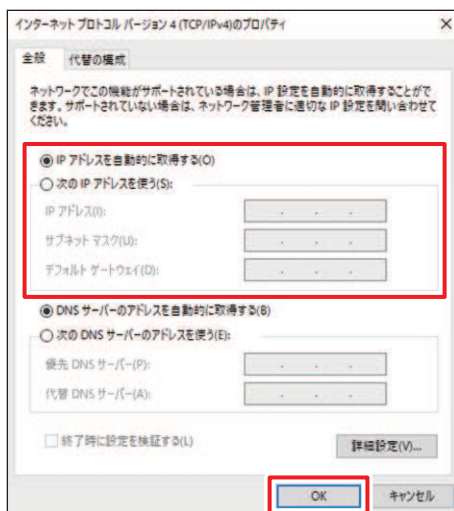 インターネット プロトコル バージョン 4 (TCP/IPv4)のプロパティ
全般 代替の構成
ネットワークでこの機能がサポートされている場合は、IP 設定を自動的に取得することがで
きます。サポートされていない場合は、ネットワーク管理者に適切な IP 設定を問い合わせて
ください。
IP アドレスを自動的に取得する(O)
次の IP アドレスを使う(S):
IP アドレス(I):
サブネット マスク(U):
デフォルト ゲートウェイ(D):
DNS サーバーのアドレスを自動的に取得する(B)
次の DNS サーバーのアドレスを使う(E):
優先 DNS サーバー(P):
代替 DNS サーバー(A):
終了時に設定を検証する(L)
詳細設定(V)...
OK キャンセル